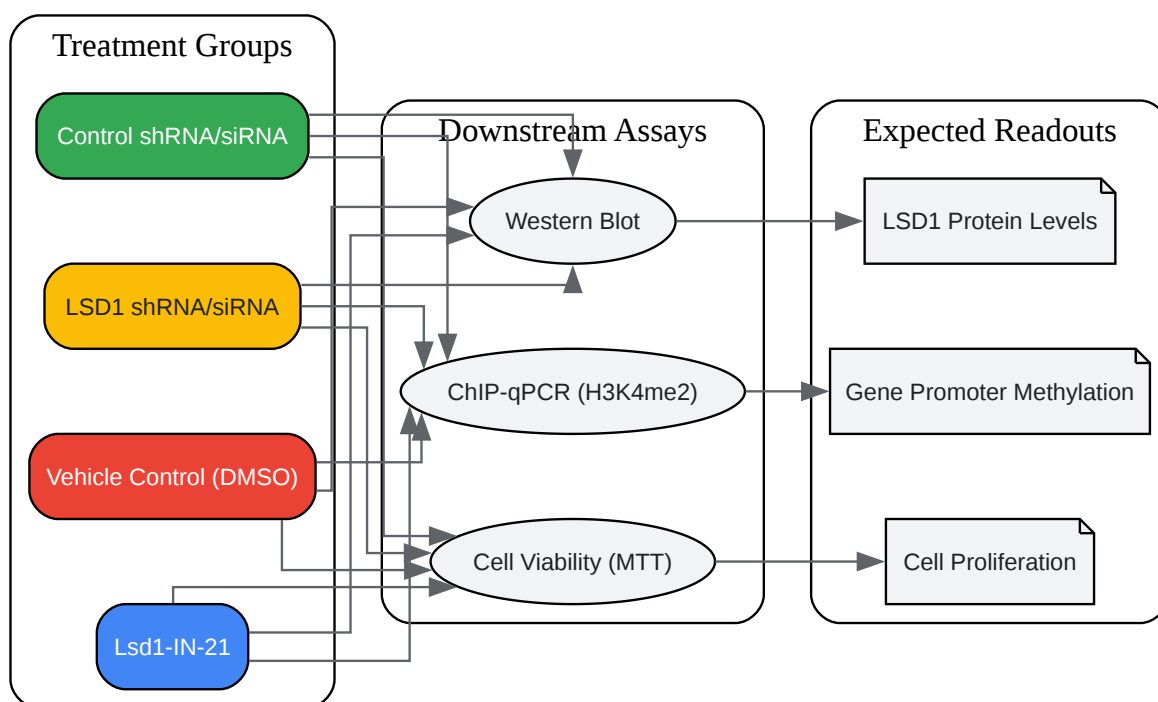 Treatment Groups
Control shRNA/siRNA
LSD1 shRNA/siRNA
Vehicle Control (DMSO)
Lsd1-IN-21
Downstream Assays
Western Blot
ChIP-qPCR (H3K4me2)
Cell Viability (MTT)
Expected Readouts
LSD1 Protein Levels
Gene Promoter Methylation
Cell Proliferation